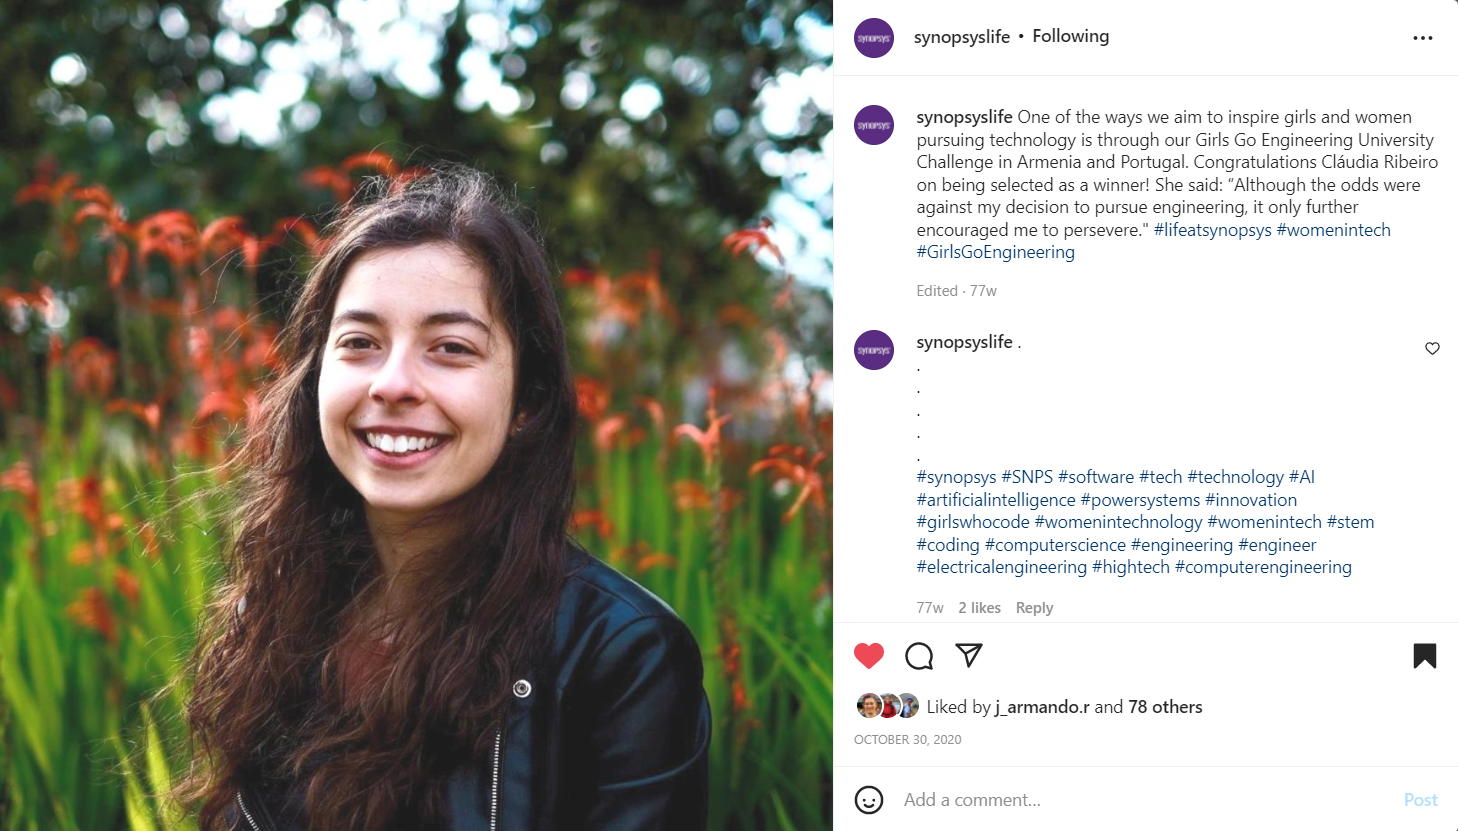 synopsys
synopsyslife • Following
synopsys
synopsyslife One of the ways we aim to inspire girls and women
pursuing technology is through our Girls Go Engineering University
Challenge in Armenia and Portugal. Congratulations Cláudia Ribeiro
on being selected as a winner! She said: “Although the odds were
against my decision to pursue engineering, it only further
encouraged me to persevere." #lifeatsynopsys #womenintech
#GirlsGoEngineering
Edited · 77w
synopsys
synopsyslife .
.
.
.
.
.
#synopsys #SNPS #software #tech #technology #AI
#artificialintelligence #powersystems #innovation
#girlswhocode #womenintechnology #womenintech #stem
#coding #computerscience #engineering #engineer
#electricalengineering #hightech #computerengineering
77w 2 likes Reply
Liked by j_armando.r and 78 others
OCTOBER 30, 2020
Add a comment... Post